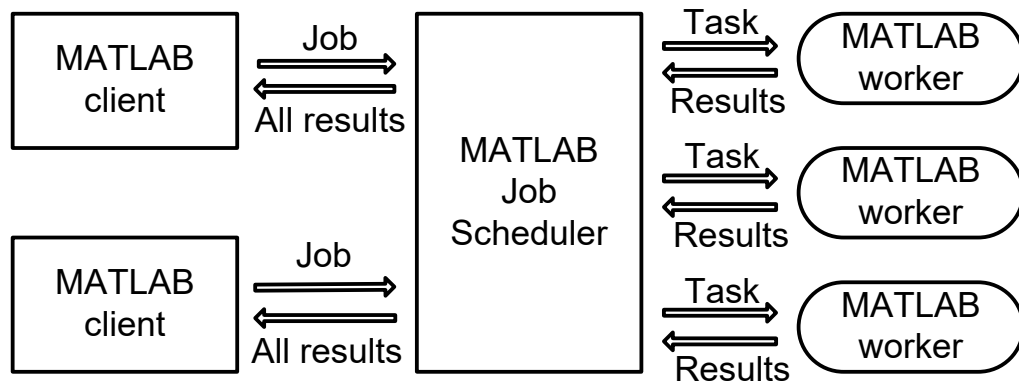 MATLAB
client
Job
All results
MATLAB
client
Job
All results
MATLAB
Job
Scheduler
Task
Results
MATLAB
worker
Task
Results
MATLAB
worker
Task
Results
MATLAB
worker